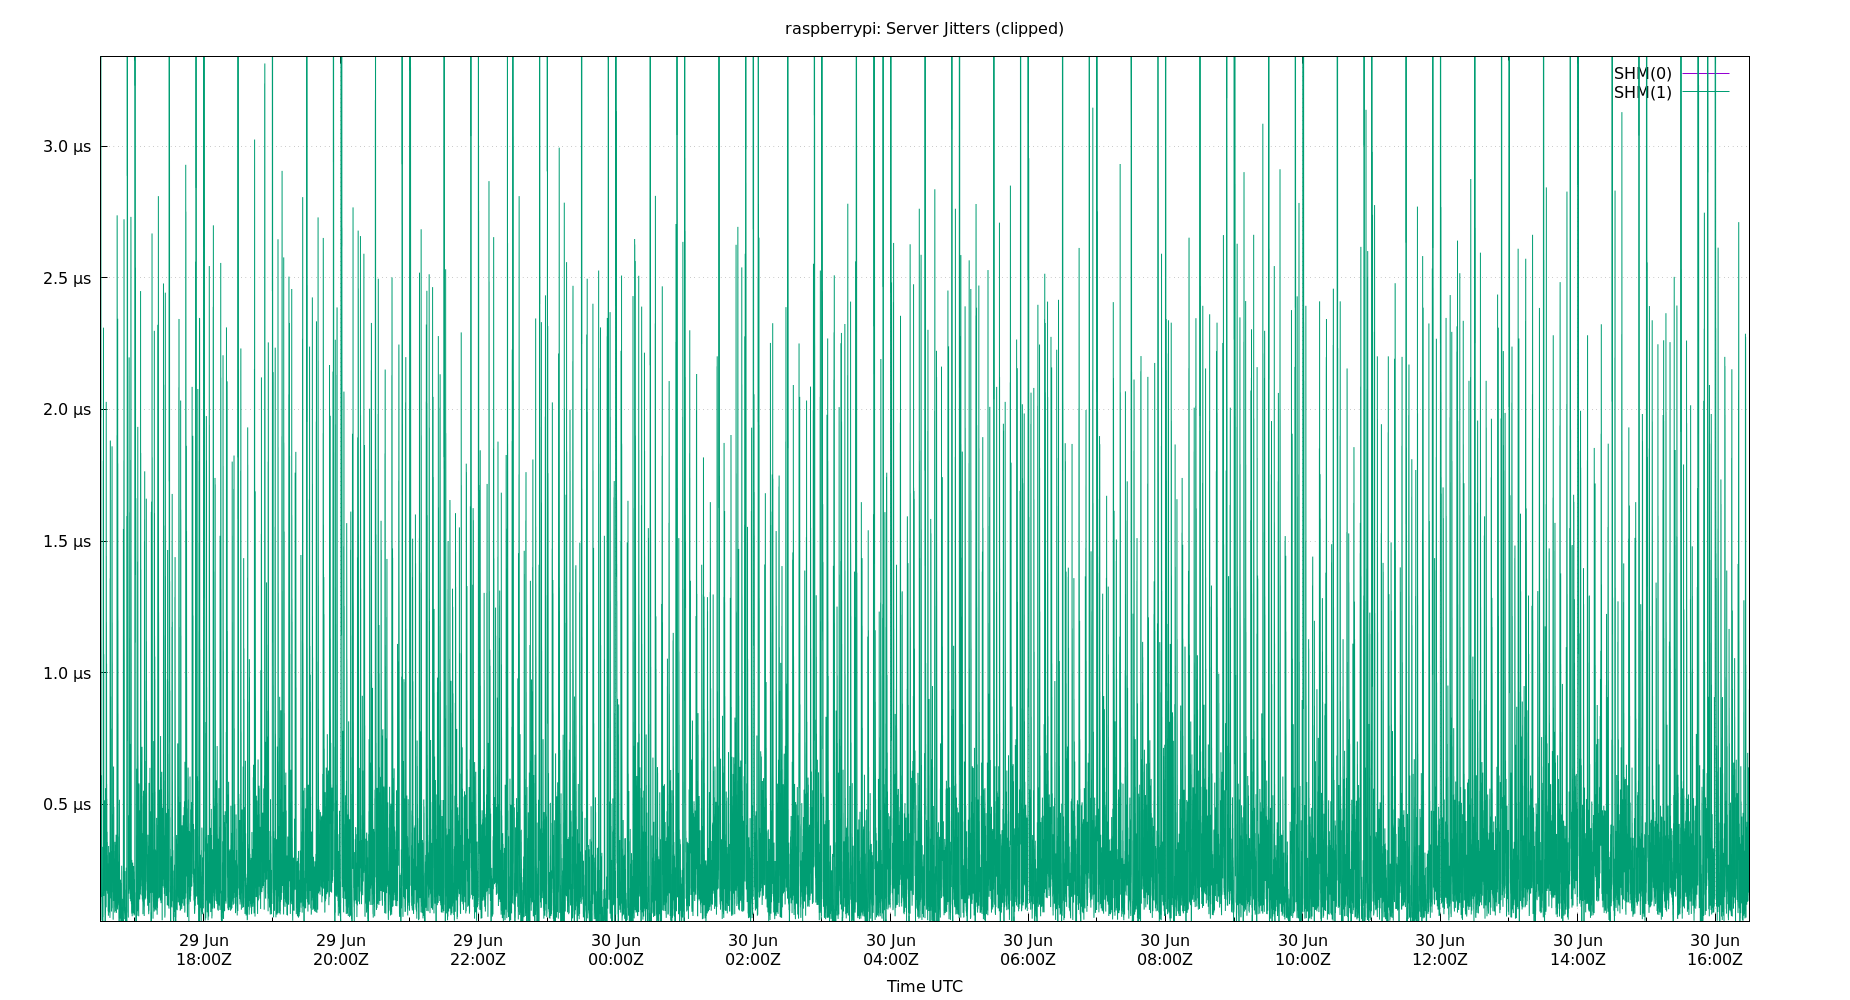 raspberrypi: Server Jitters (clipped)
SHM(0)
SHM(1)
3.0 µs
2.5 µs
2.0 µs
1.5 µs
1.0 µs
0.5 µs
29 Jun 29 Jun 29 Jun 30 Jun 30 Jun 30 Jun 30 Jun 30 Jun 30 Jun 30 Jun 30 Jun 30 Jun
18:00Z 20:00Z 22:00Z 00:00Z 02:00Z 04:00Z 06:00Z 08:00Z 10:00Z 12:00Z 14:00Z 16:00Z
Time UTC